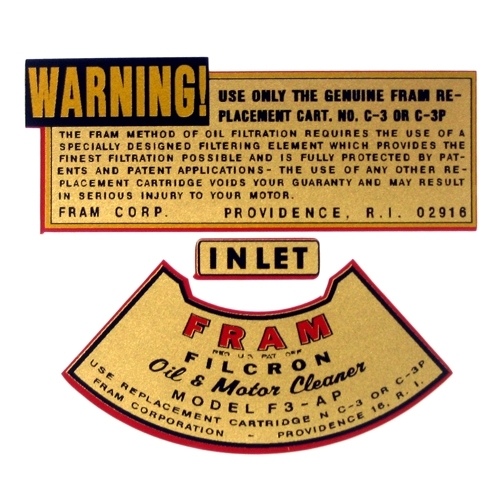 WARNING!
USE ONLY THE GENUINE FRAM RE-
PLACEMENT CART. NO. C-3 OR C-3P
THE FRAM METHOD OF OIL FILTRATION REQUIRES THE USE OF A
SPECIALLY DESIGNED FILTERING ELEMENT WHICH PROVIDES THE
FINEST FILTRATION POSSIBLE AND IS FULLY PROTECTED BY PAT-
ENTS AND PATENT APPLICATIONS - THE USE OF ANY OTHER RE-
PLACEMENT CARTRIDGE VOIDS YOUR GUARANTY AND MAY RESULT
IN SERIOUS INJURY TO YOUR MOTOR.
FRAM CORP. PROVIDENCE, R.I. 02916
INLET
FRAM
REG. U.S. PAT. OFF.
FILCRON
Oil & Motor Cleaner
MODEL F3-AP
USE REPLACEMENT CARTRIDGE N C-3 OR C-3P
FRAM CORPORATION - PROVIDENCE 16, R. I.